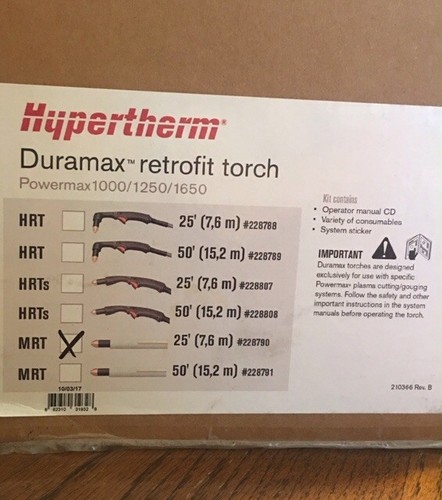 Hypertherm®
Duramax™ retrofit torch
Powermax1000/1250/1650
HRT 25' (7,6 m) #228788
HRT 50' (15,2 m) #228789
HRTs 25' (7,6 m) #228807
HRTs 50' (15,2 m) #228808
MRT X 25' (7,6 m) #228790
MRT 50' (15,2 m) #228791
10/03/17
Kit contains
• Operator manual CD
• Variety of consumables
• System sticker
IMPORTANT
Duramax torches are designed
exclusively for use with specific
Powermax plasma cutting/gouging
systems. Follow the safety and other
important instructions in the system
manuals before operating the torch.
210366 Rev. B